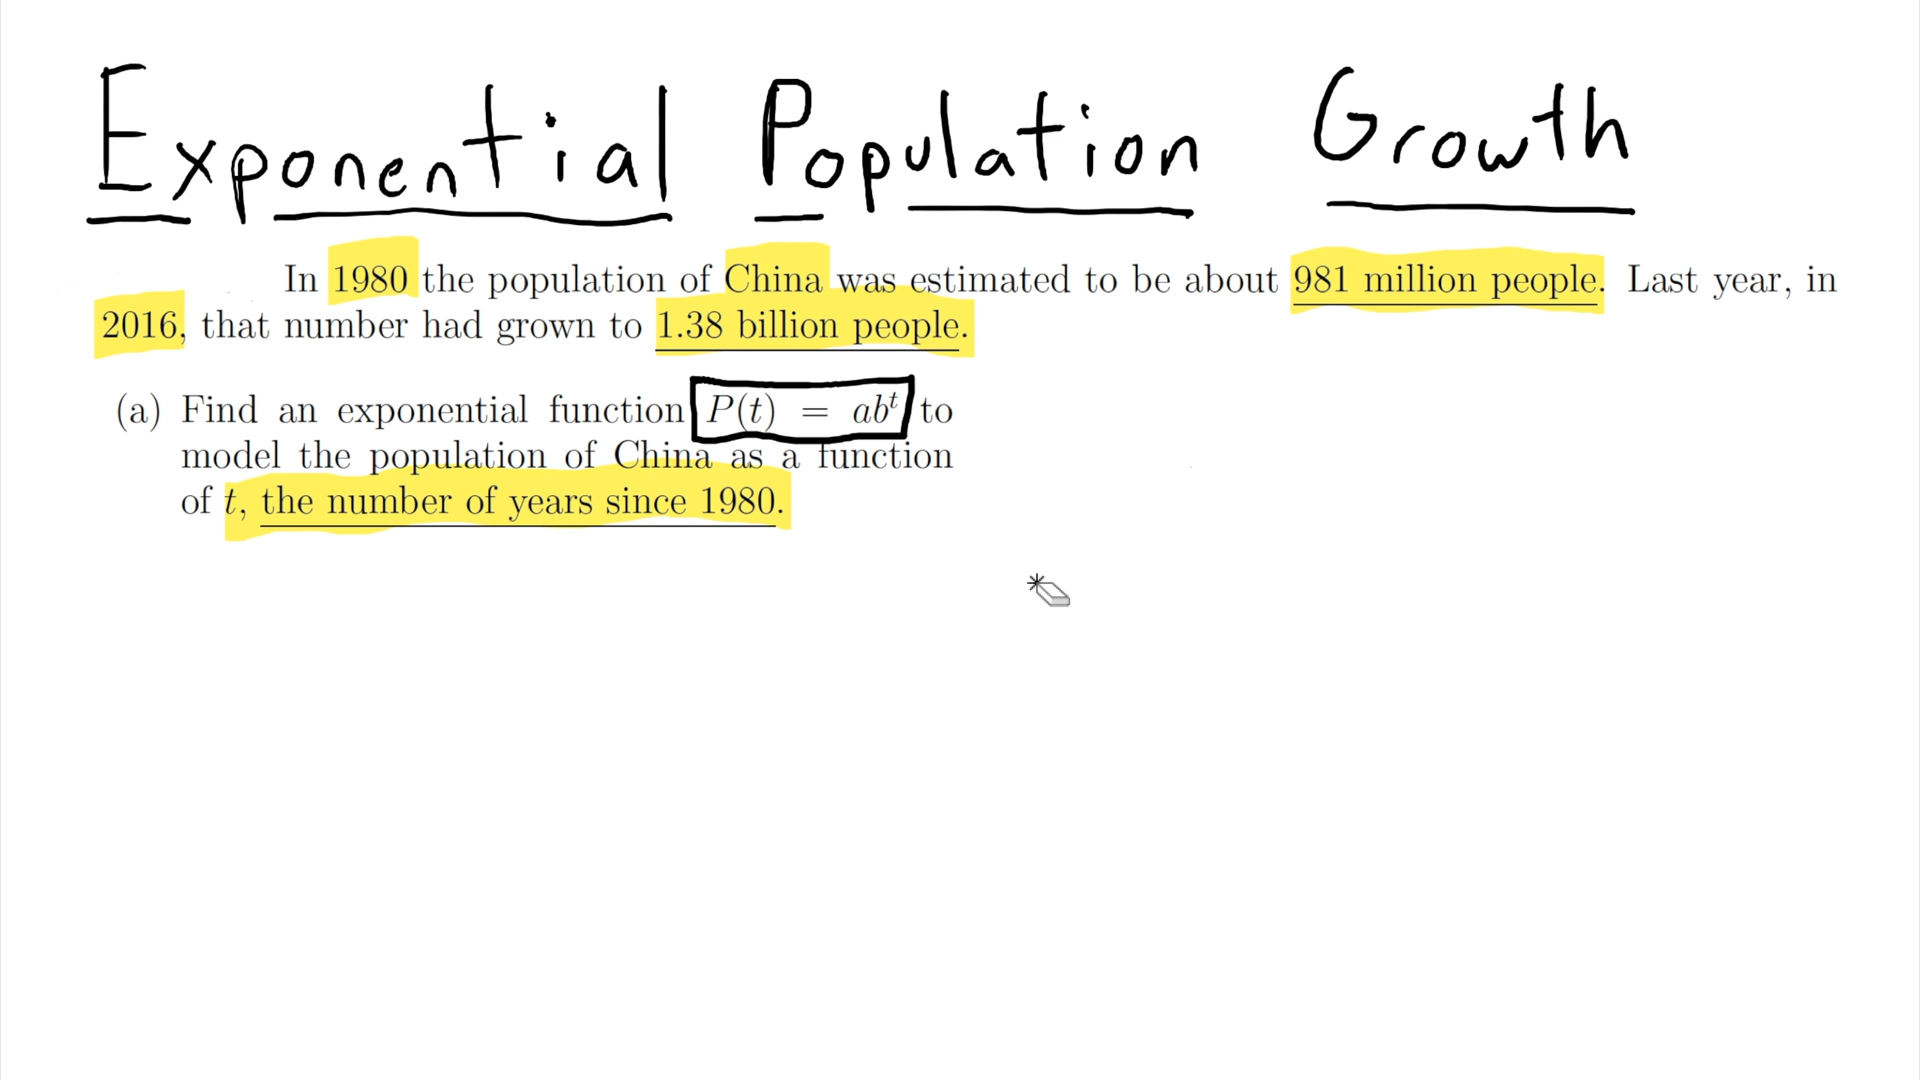 Exponential Population Growth
In 1980 the population of China was estimated to be about 981 million people. Last year, in
2016, that number had grown to 1.38 billion people.
(a) Find an exponential function P(t) = ab^t to
model the population of China as a function
of t, the number of years since 1980.